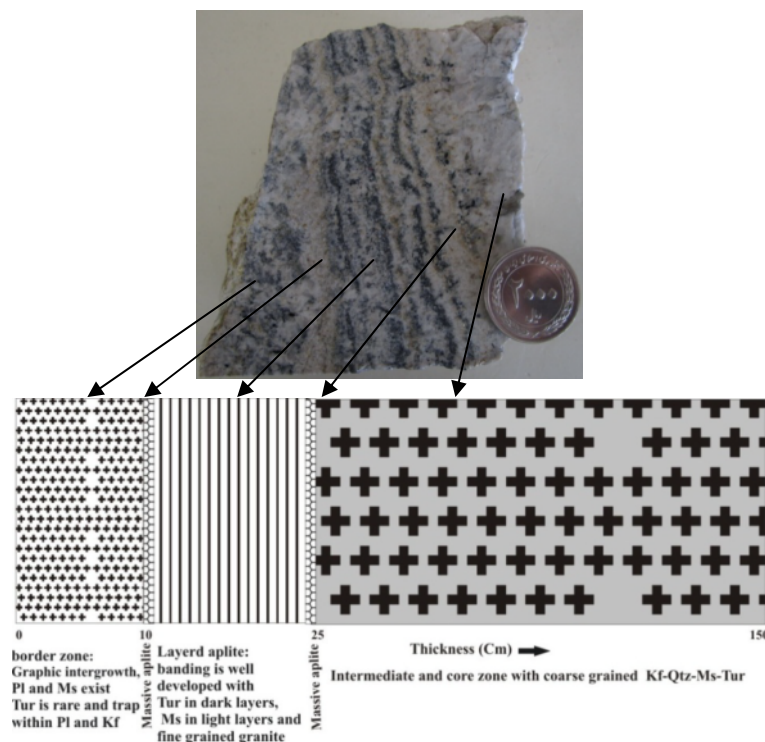 0
10
25
150
border zone:
Graphic intergrowth,
Pl and Ms exist
Tur is rare and trap
within Pl and Kf
Massive aplite
Layerd aplite:
banding is well
developed with
Tur in dark layers,
Ms in light layers and
fine grained granite
Massive aplite
Thickness (Cm)
Intermediate and core zone with coarse grained Kf-Qtz-Ms-Tur